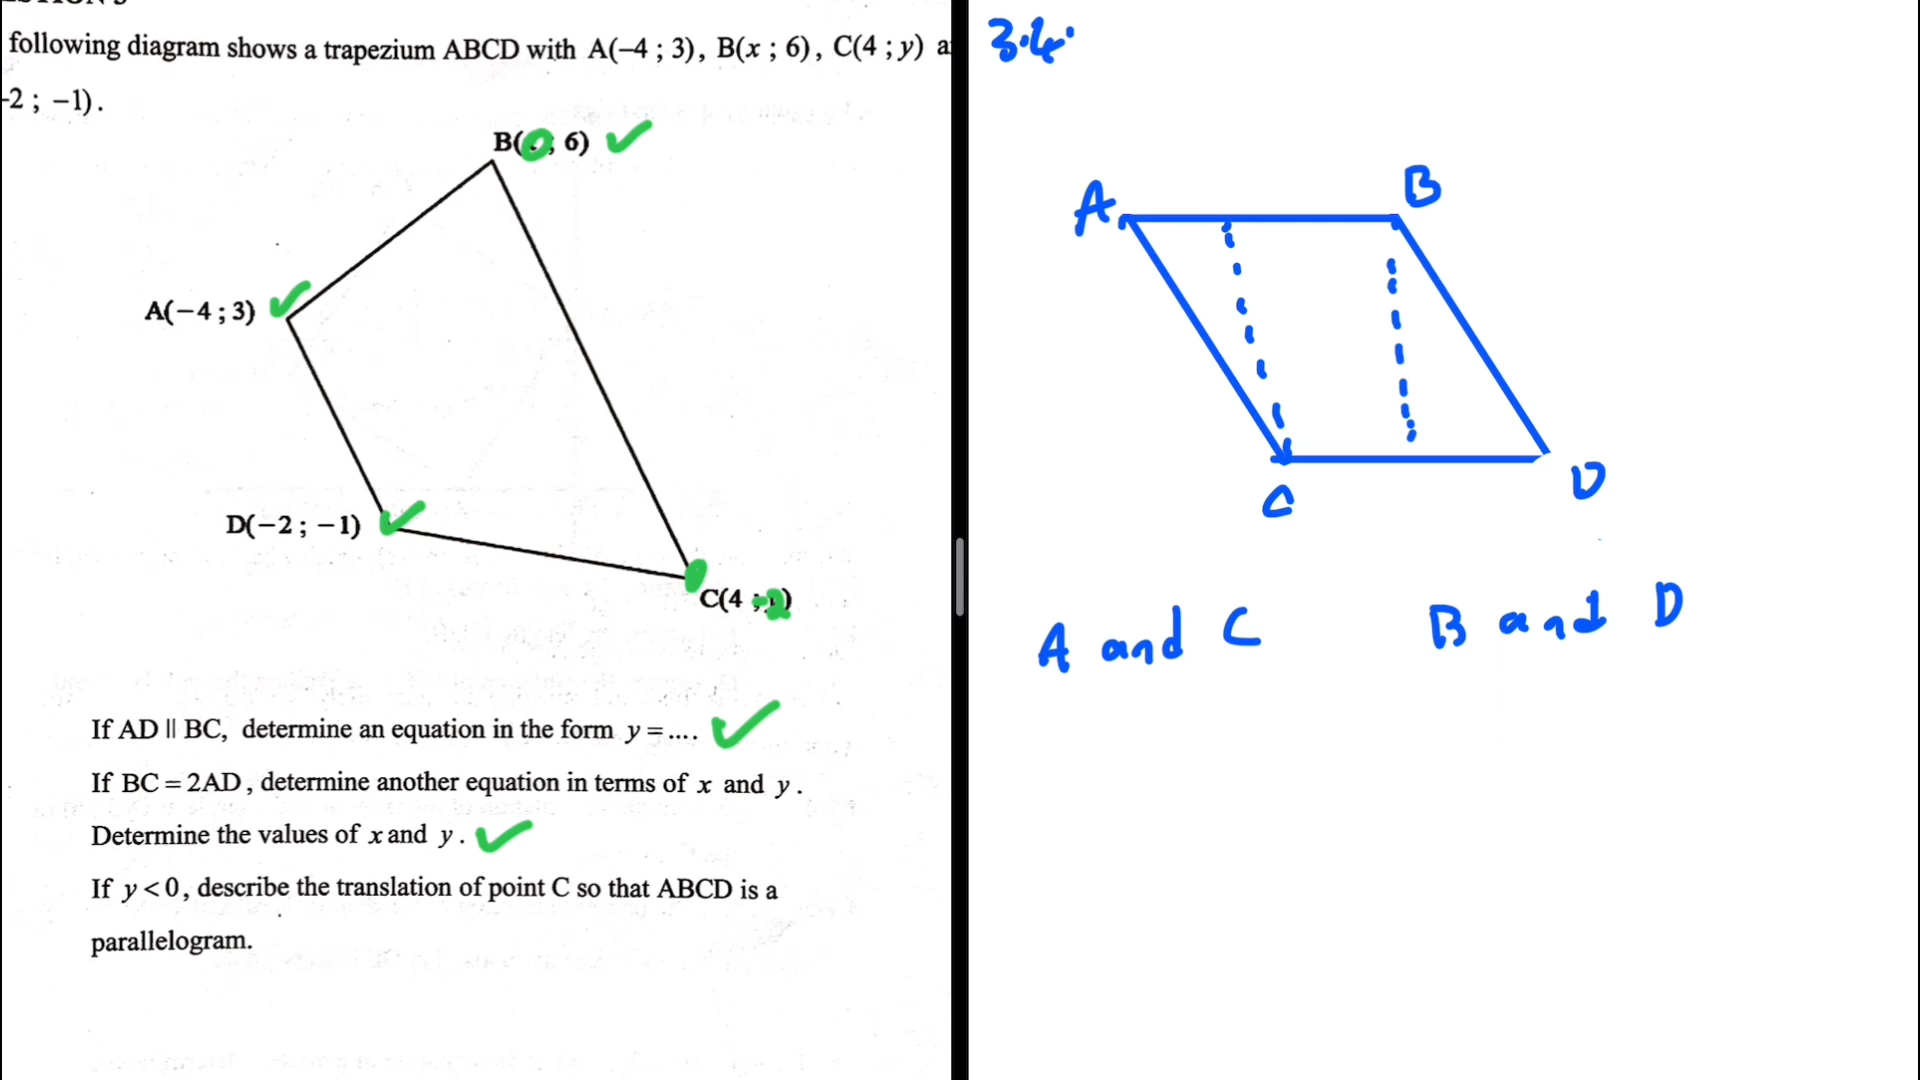 following diagram shows a trapezium ABCD with A(−4 ; 3), B(x ; 6), C(4 ; y) a
-2 ; −1).
B(0; 6)
A(−4 ; 3)
D(−2 ; −1)
C(4 ; -2)
If AD || BC, determine an equation in the form y = ....
If BC = 2AD, determine another equation in terms of x and y.
Determine the values of x and y.
If y < 0, describe the translation of point C so that ABCD is a
parallelogram.
3.4.
A
B
C
D
A and C
B and D